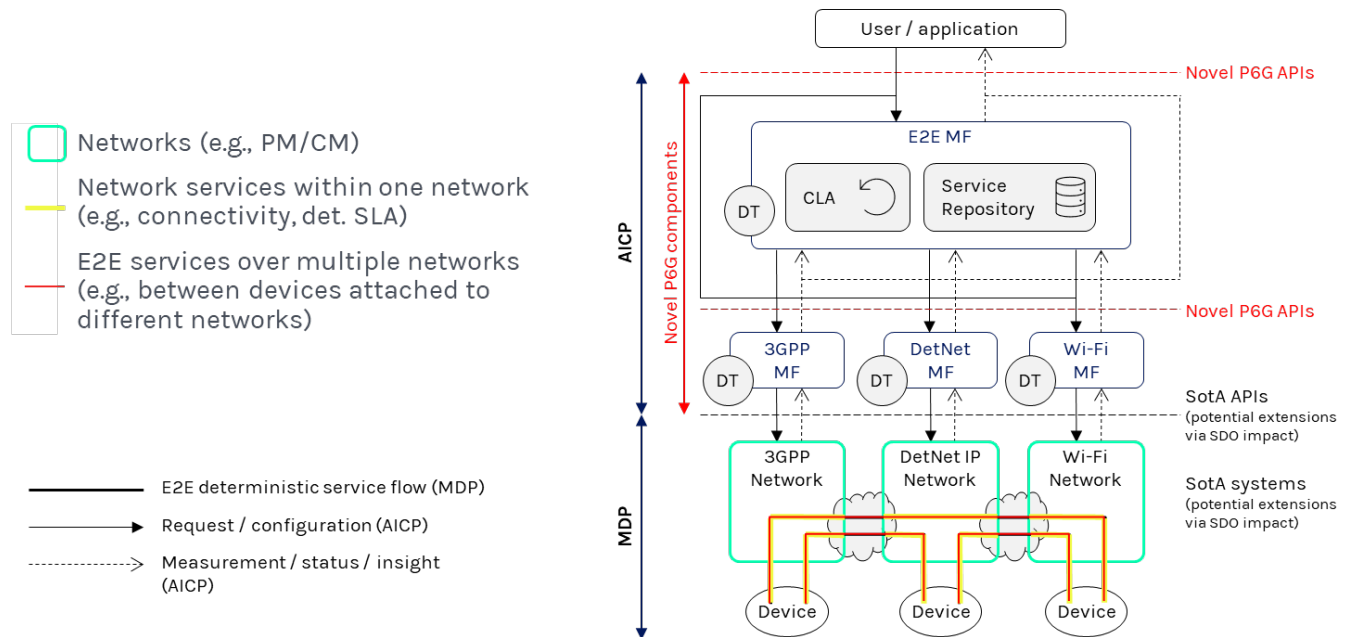 Networks (e.g., PM/CM)
Network services within one network
(e.g., connectivity, det. SLA)
E2E services over multiple networks
(e.g., between devices attached to
different networks)
E2E deterministic service flow (MDP)
Request / configuration (AICP)
Measurement / status / insight
(AICP)
AICP
MDP
Novel P6G components
User / application
Novel P6G APIs
E2E MF
DT
CLA
Service
Repository
Novel P6G APIs
3GPP
MF
DT
DetNet
MF
DT
Wi-Fi
MF
DT
SotA APIs
(potential extensions
via SDO impact)
3GPP
Network
DetNet IP
Network
Wi-Fi
Network
SotA systems
(potential extensions
via SDO impact)
Device
Device
Device